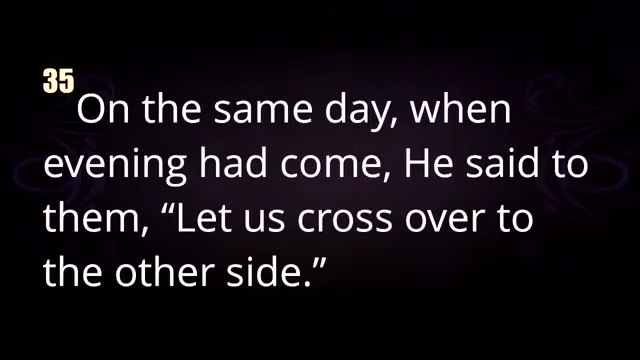 35
On the same day, when
evening had come, He said to
them, “Let us cross over to
the other side.”